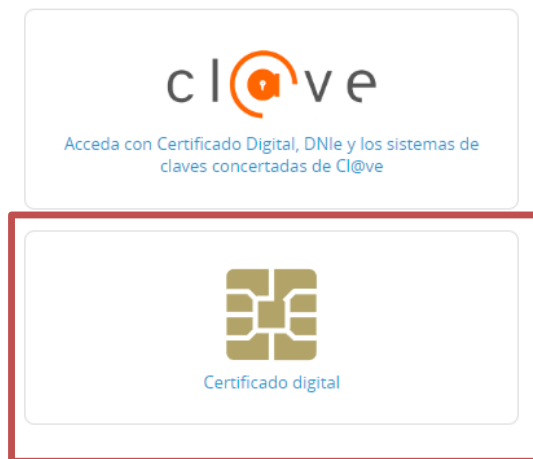 cl@ve
Acceda con Certificado Digital, DNIe y los sistemas de
claves concertadas de Cl@ve
Certificado digital